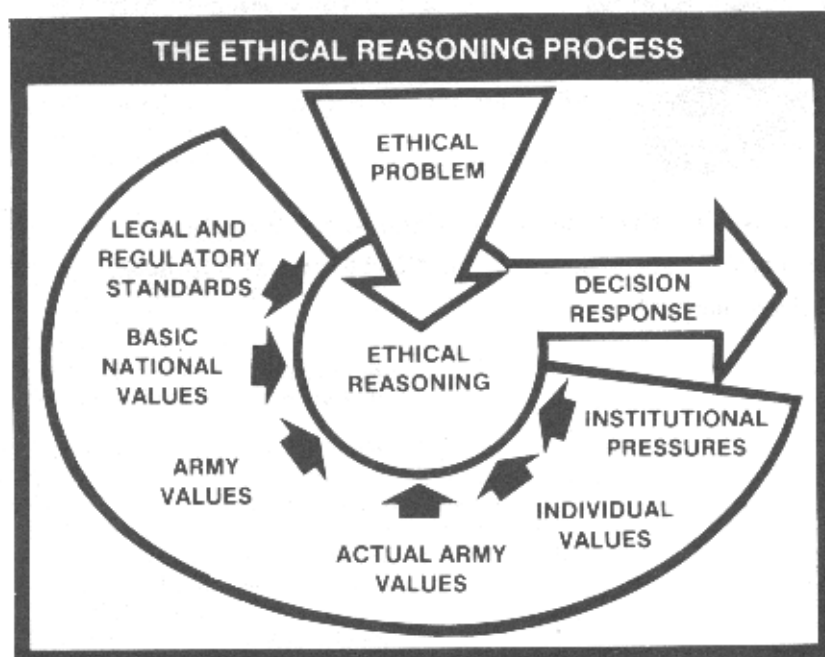 THE ETHICAL REASONING PROCESS
ETHICAL
PROBLEM
LEGAL AND
REGULATORY
STANDARDS
DECISION
RESPONSE
BASIC
NATIONAL
VALUES
ETHICAL
REASONING
INSTITUTIONAL
PRESSURES
ARMY
VALUES
INDIVIDUAL
VALUES
ACTUAL ARMY
VALUES